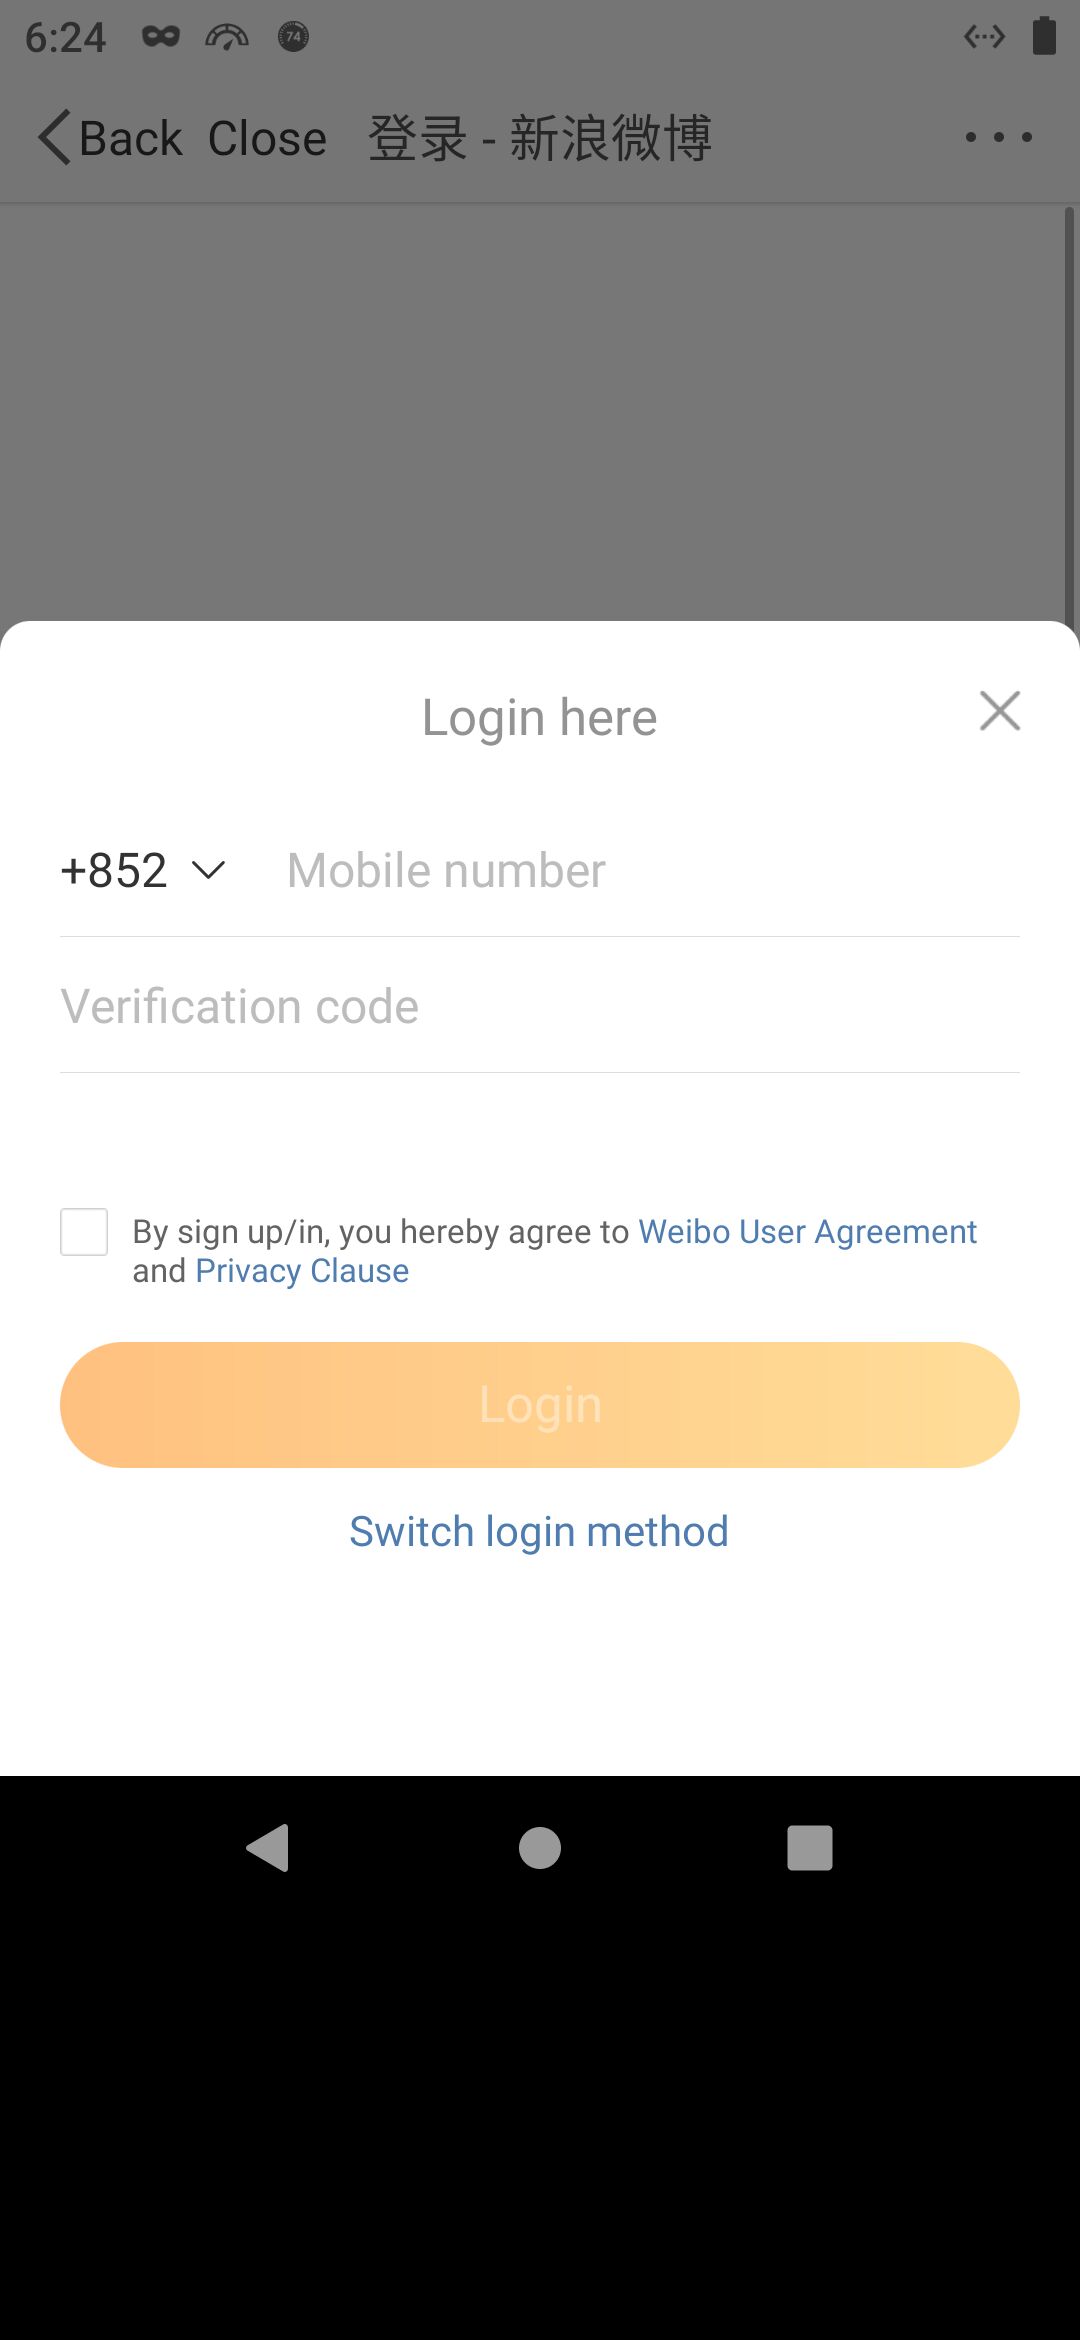 6:24
74
Back Close 登录 - 新浪微博
Login here
+852 Mobile number
Verification code
By sign up/in, you hereby agree to Weibo User Agreement
and Privacy Clause
Login
Switch login method